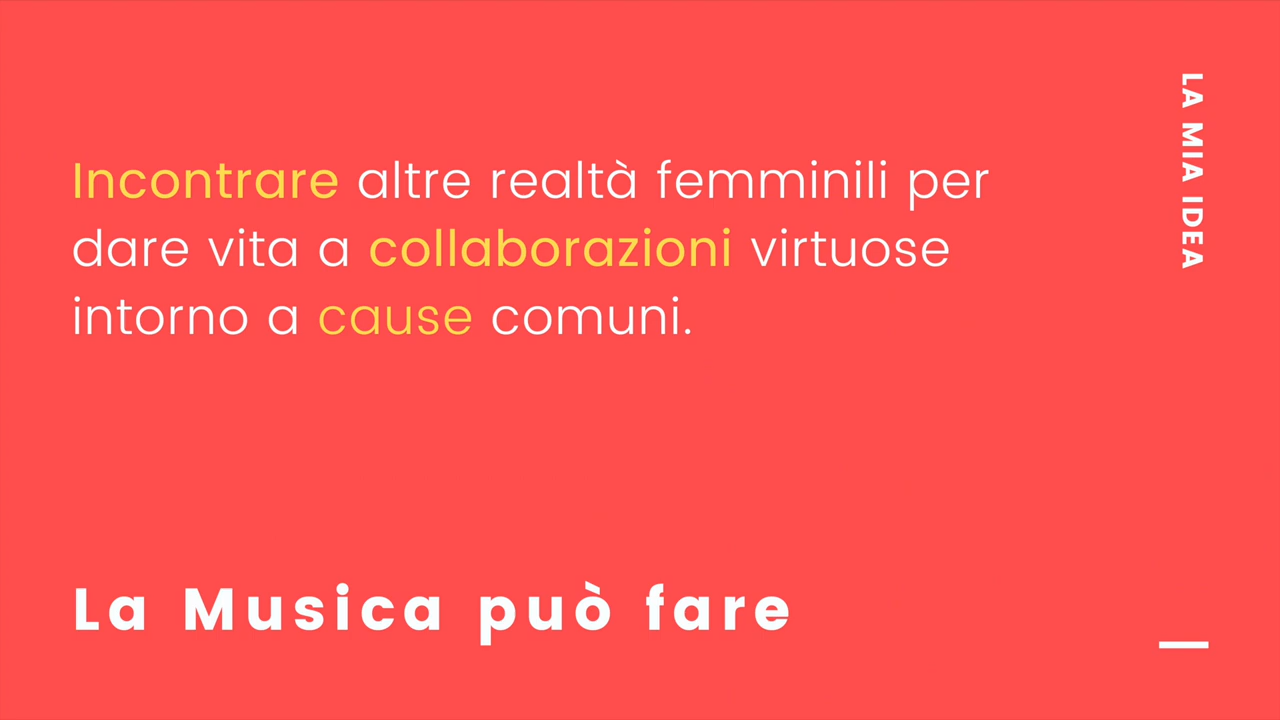 Incontrare altre realtà femminili per
dare vita a collaborazioni virtuose
intorno a cause comuni.
LA MIA IDEA
La Musica può fare